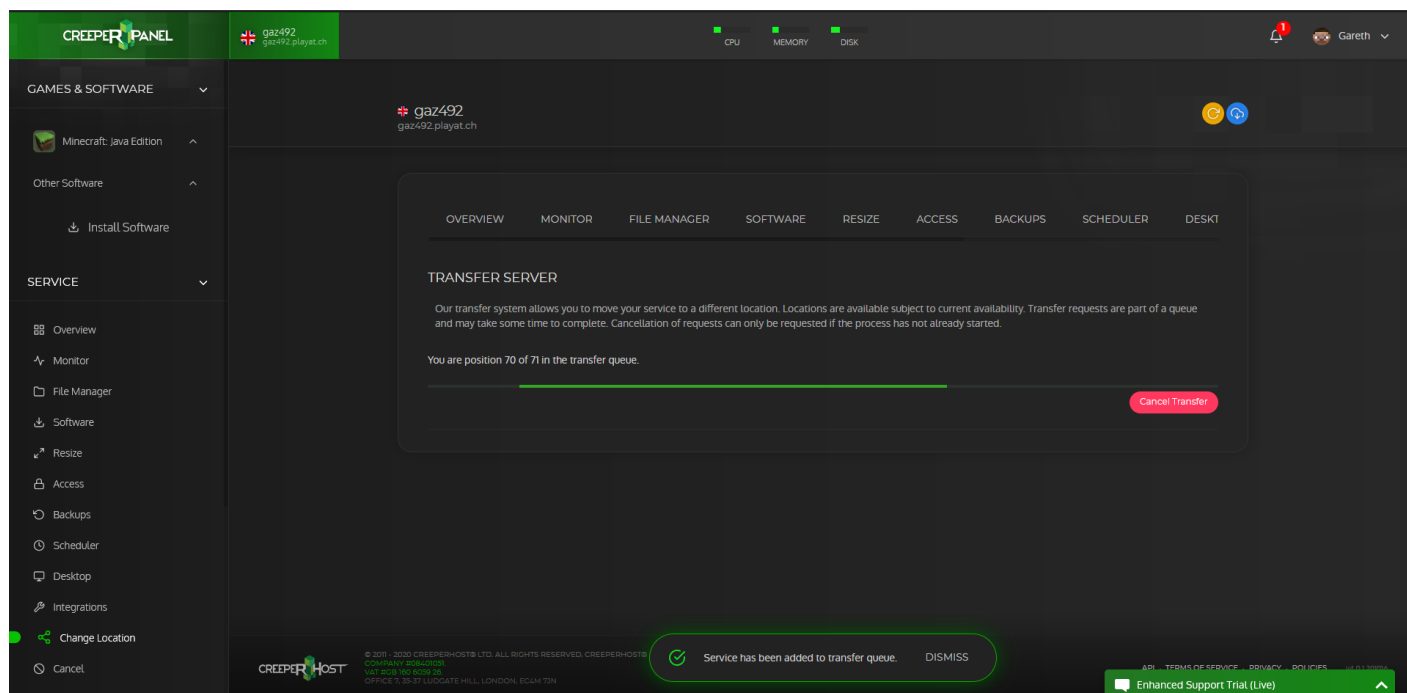 CREEPER PANEL
gaz492
gaz492.playat.ch
CPU
MEMORY
DISK
1
Gareth
GAMES & SOFTWARE
Minecraft: Java Edition
Other Software
Install Software
SERVICE
Overview
Monitor
File Manager
Software
Resize
Access
Backups
Scheduler
Desktop
Integrations
Change Location
Cancel
gaz492
gaz492.playat.ch
OVERVIEW
MONITOR
FILE MANAGER
SOFTWARE
RESIZE
ACCESS
BACKUPS
SCHEDULER
DESKT
TRANSFER SERVER
Our transfer system allows you to move your service to a different location. Locations are available subject to current availability. Transfer requests are part of a queue
and may take some time to complete. Cancellation of requests can only be requested if the process has not already started.
You are position 70 of 71 in the transfer queue.
Cancel Transfer
CREEPER HOST
© 2011 - 2020 CREEPERHOST® LTD. ALL RIGHTS RESERVED. CREEPERHOST®
COMPANY #08401051
VAT #GB 160 6039 26
OFFICE 7, 35-37 LUDGATE HILL, LONDON, EC4M 7JN
Service has been added to transfer queue.
DISMISS
API - TERMS OF SERVICE - PRIVACY - POLICIES
Enhanced Support Trial (Live)